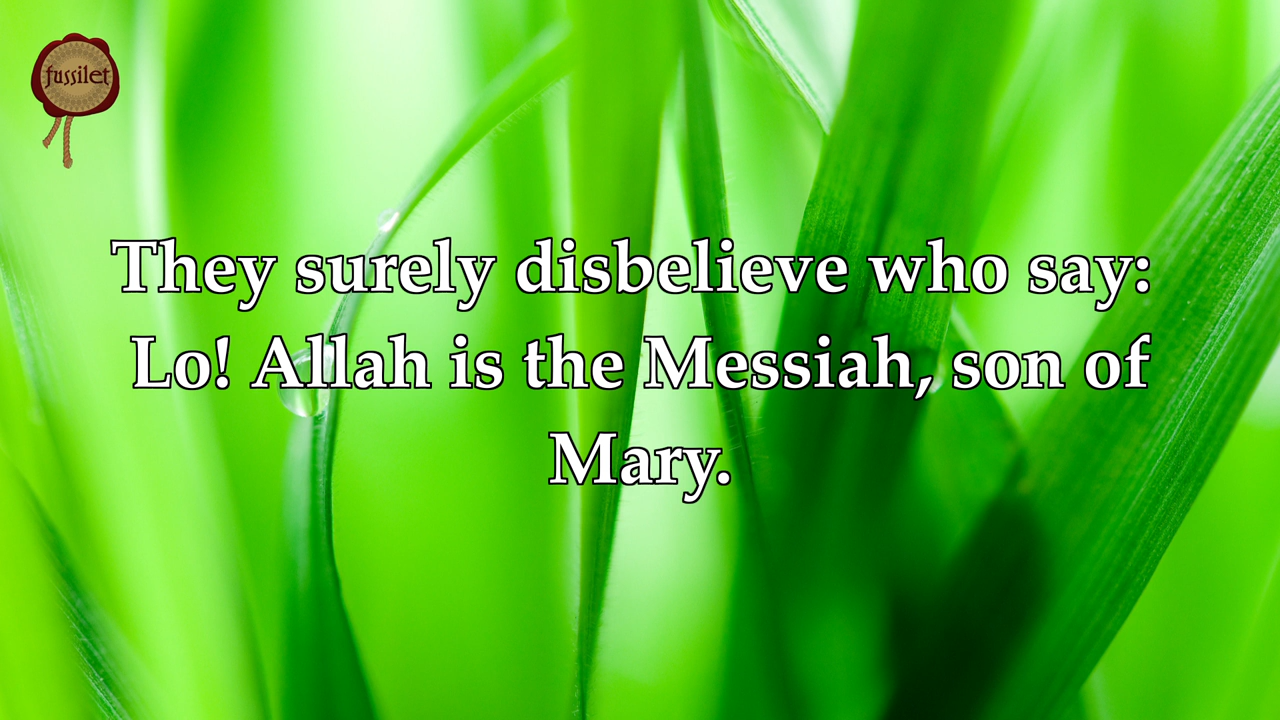 fussilet
They surely disbelieve who say:
Lo! Allah is the Messiah, son of
Mary.